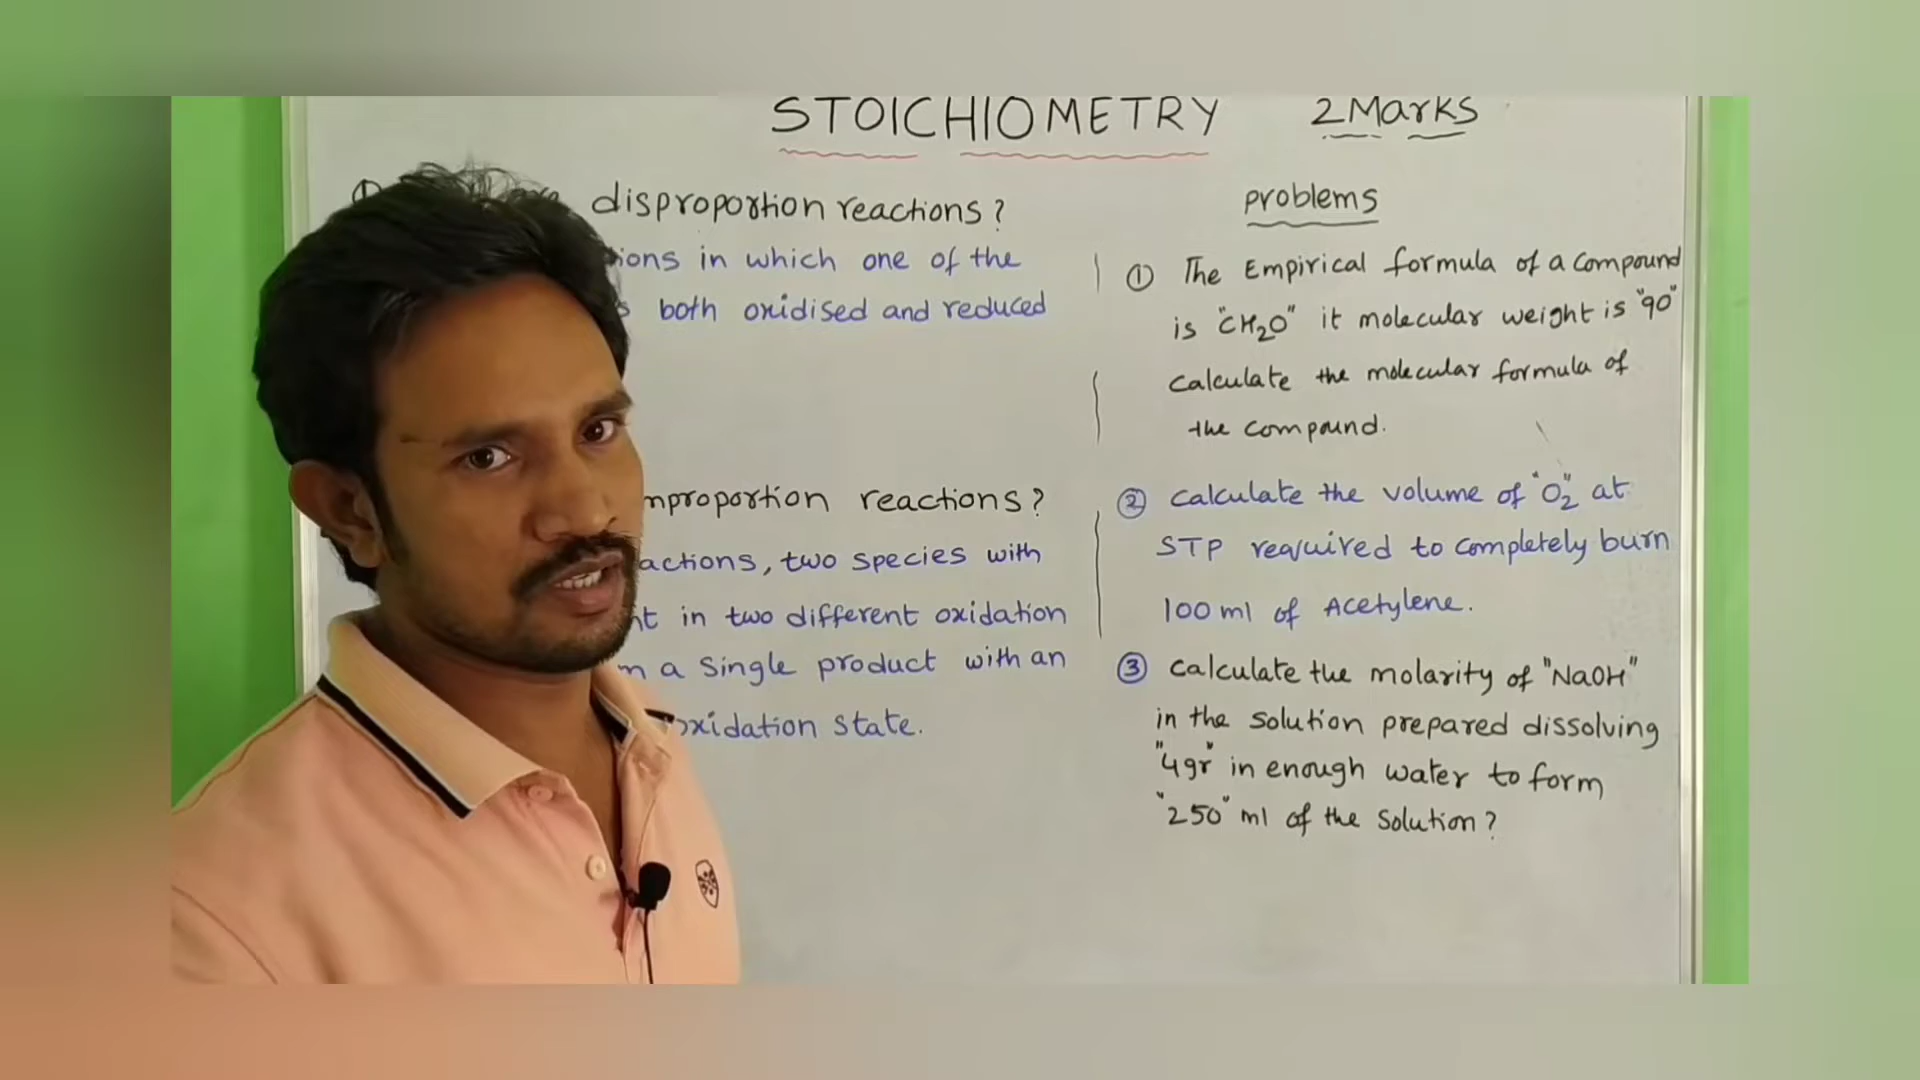 STOICHIOMETRY 2Marks
① disproportion reactions?
in which one of the
both oxidised and reduced
reactions?
, two species with
in two different oxidation
a single product with an
oxidation state.
problems
① The Empirical formula of a compound
is "CH₂O" it molecular weight is "90"
calculate the molecular formula of
the compound.
② calculate the volume of "O₂" at
STP required to completely burn
100 ml of Acetylene.
③ calculate the molarity of "NaOH"
in the solution prepared dissolving
"4gr" in enough water to form
"250" ml of the solution?